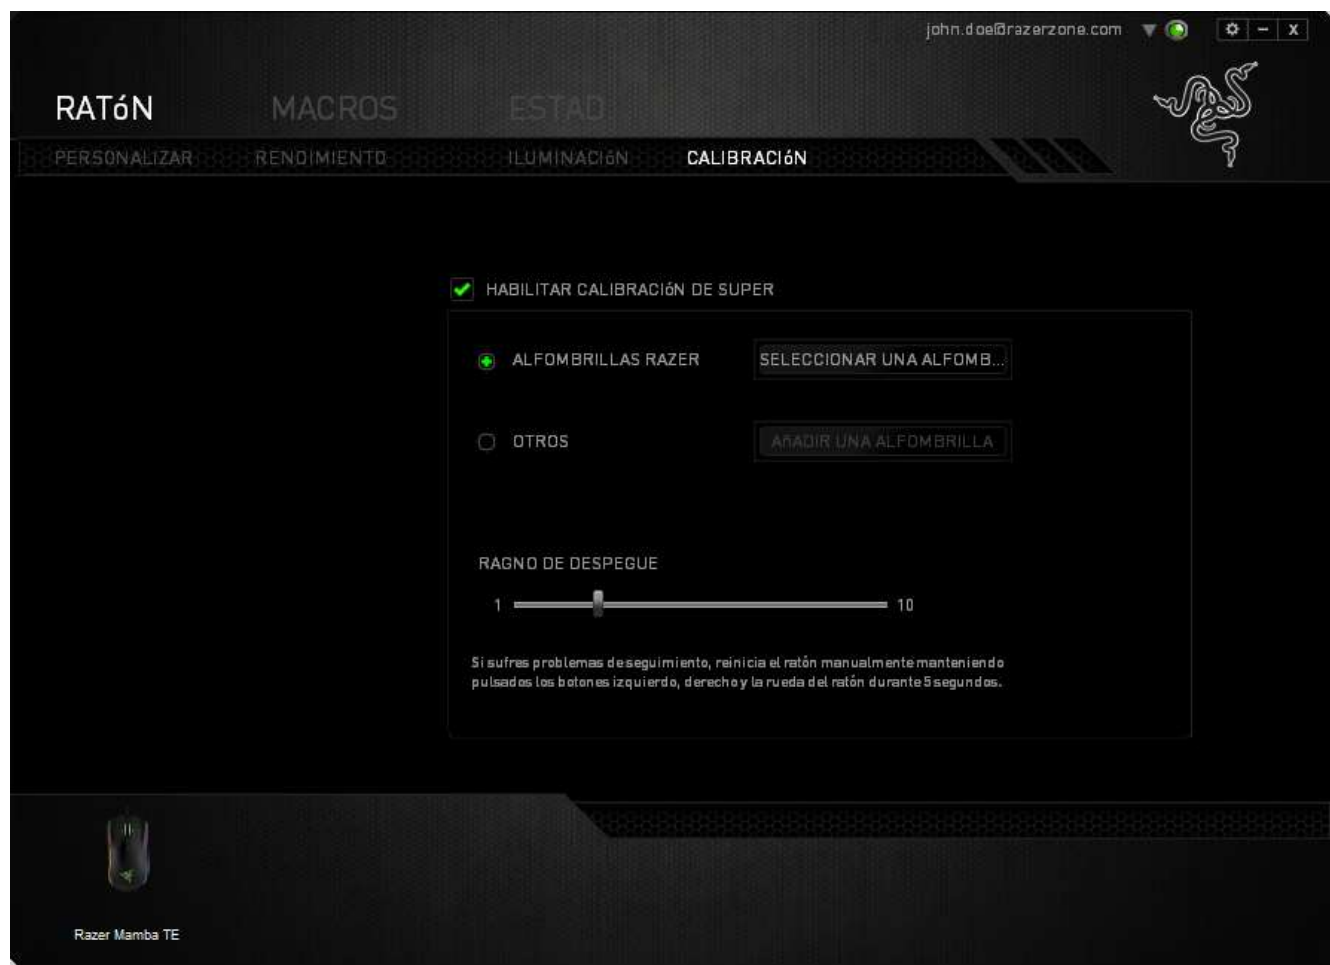 john.doe@razerzone.com
RATóN MACROS ESTAD
PERSONALIZAR RENDIMIENTO ILUMINACIóN CALIBRACIóN
HABILITAR CALIBRACIóN DE SUPER
ALFOMBRILLAS RAZER SELECCIONAR UNA ALFOMB...
OTROS AñADIR UNA ALFOMBRILLA
RAGNO DE DESPEGUE
1 10
Si sufres problemas de seguimiento, reinicia el ratón manualmente manteniendo
pulsados los botones izquierdo, derecho y la rueda del ratón durante 5 segundos.
Razer Mamba TE